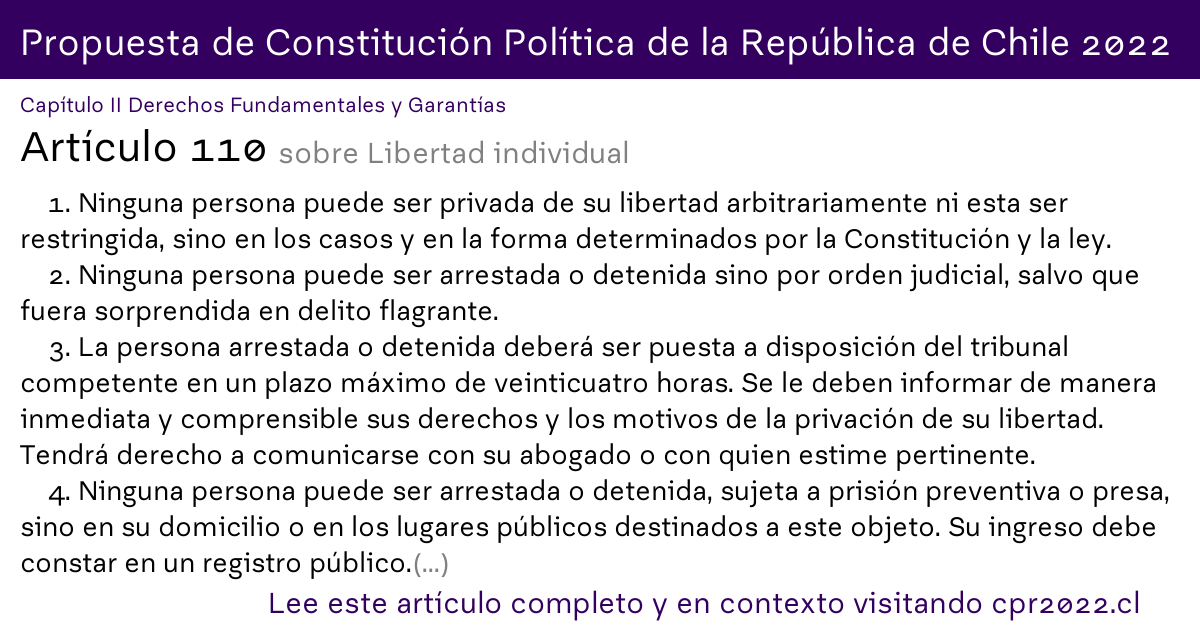 Propuesta de Constitución Política de la República de Chile 2022
Capítulo II Derechos Fundamentales y Garantías
Artículo 110 sobre Libertad individual
1. Ninguna persona puede ser privada de su libertad arbitrariamente ni esta ser
restringida, sino en los casos y en la forma determinados por la Constitución y la ley.
2. Ninguna persona puede ser arrestada o detenida sino por orden judicial, salvo que
fuera sorprendida en delito flagrante.
3. La persona arrestada o detenida deberá ser puesta a disposición del tribunal
competente en un plazo máximo de veinticuatro horas. Se le deben informar de manera
inmediata y comprensible sus derechos y los motivos de la privación de su libertad.
Tendrá derecho a comunicarse con su abogado o con quien estime pertinente.
4. Ninguna persona puede ser arrestada o detenida, sujeta a prisión preventiva o presa,
sino en su domicilio o en los lugares públicos destinados a este objeto. Su ingreso debe
constar en un registro público.(...)
Lee este artículo completo y en contexto visitando cpr2022.cl